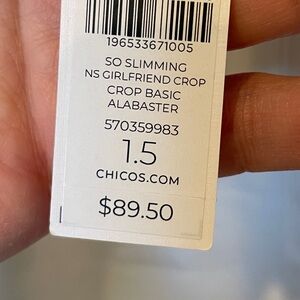 196533671005
SO SLIMMING
NS GIRLFRIEND CROP
CROP BASIC
ALABASTER
570359983
1.5
CHICOS.COM
$89.50